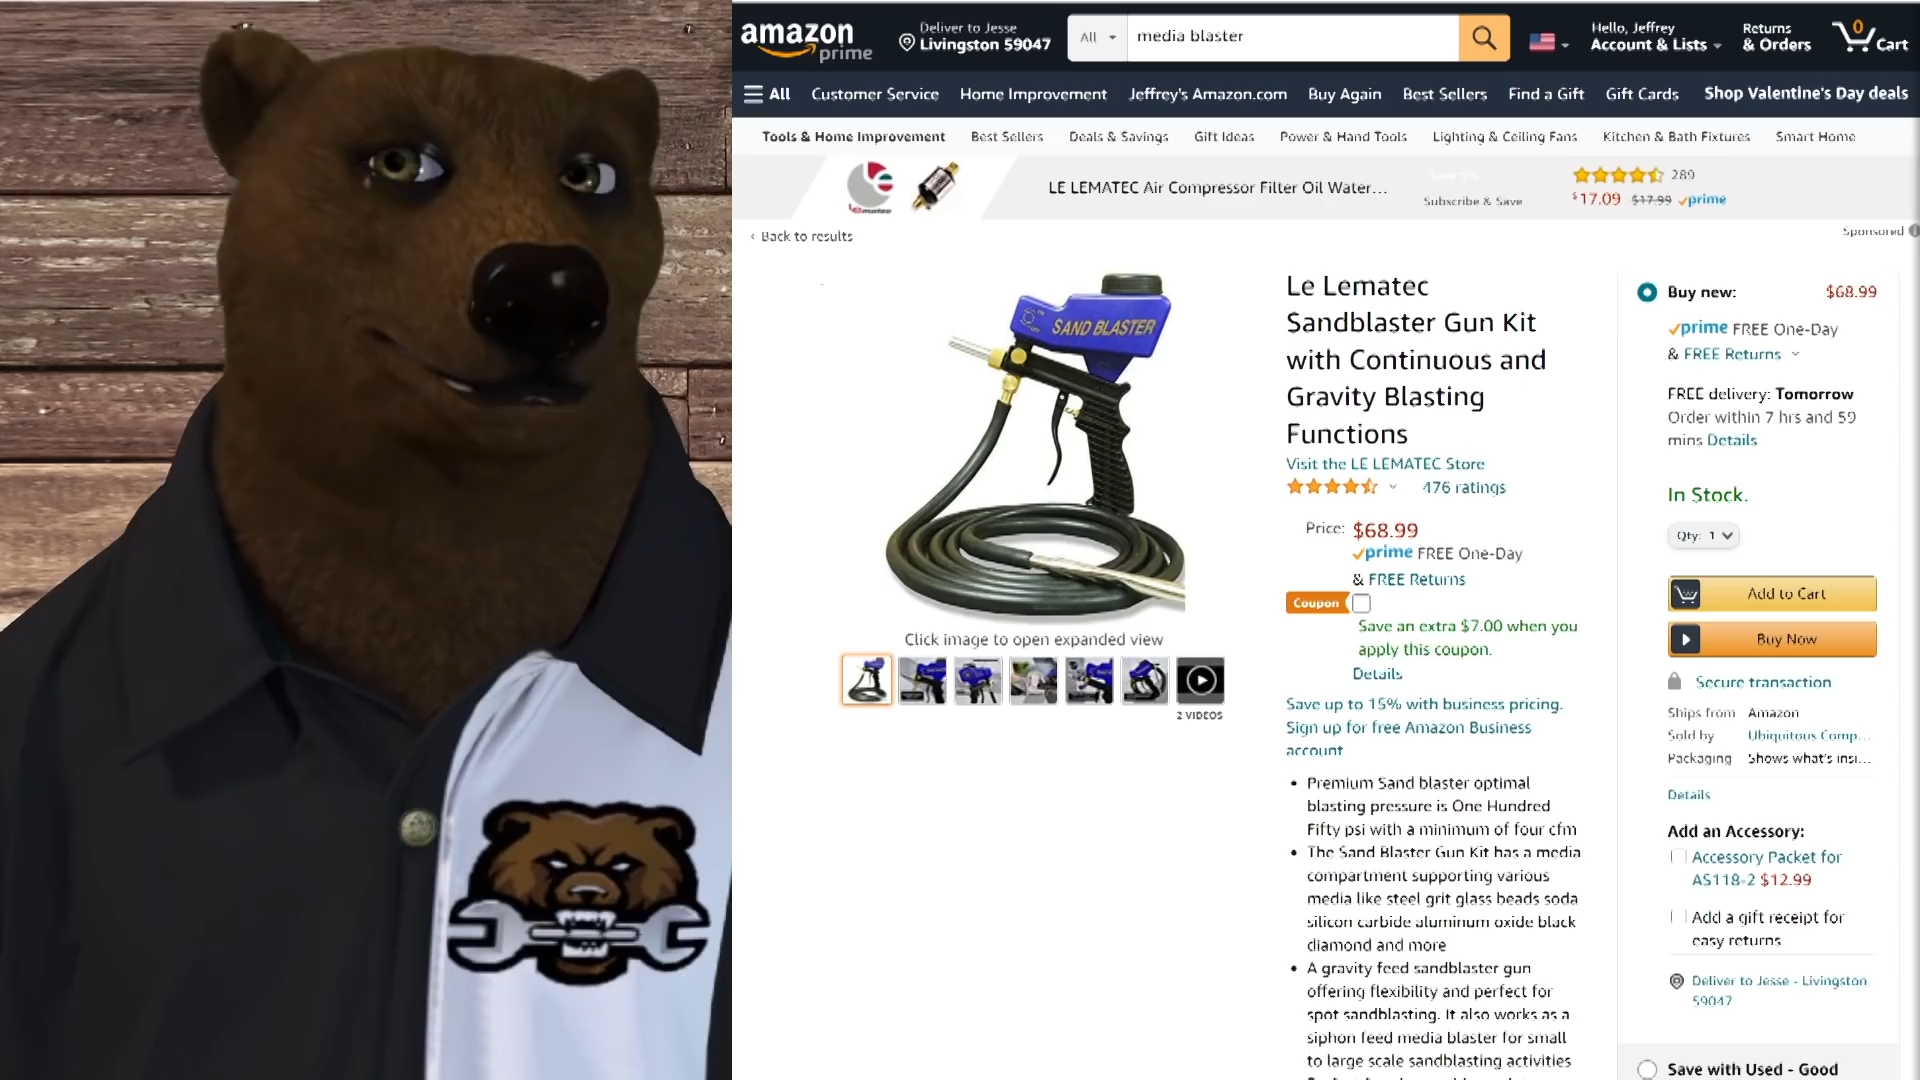 amazon
prime
Deliver to Jesse
Livingston 59047
All
media blaster
Hello, Jeffrey
Account & Lists
Returns
& Orders
0
Cart
All
Customer Service
Home Improvement
Jeffrey's Amazon.com
Buy Again
Best Sellers
Find a Gift
Gift Cards
Shop Valentine's Day deals
Tools & Home Improvement
Best Sellers
Deals & Savings
Gift Ideas
Power & Hand Tools
Lighting & Ceiling Fans
Kitchen & Bath Fixtures
Smart Home
Lematec
LE LEMATEC Air Compressor Filter Oil Water...
Subscribe & Save
289
$17.09 $17.99 prime
‹ Back to results
Sponsored
SAND BLASTER
Click image to open expanded view
2 VIDEOS
Le Lematec
Sandblaster Gun Kit
with Continuous and
Gravity Blasting
Functions
Visit the LE LEMATEC Store
476 ratings
Price: $68.99
prime FREE One-Day
& FREE Returns
Coupon
Save an extra $7.00 when you
apply this coupon.
Details
Save up to 15% with business pricing.
Sign up for free Amazon Business
account
• Premium Sand blaster optimal
blasting pressure is One Hundred
Fifty psi with a minimum of four cfm
• The Sand Blaster Gun Kit has a media
compartment supporting various
media like steel grit glass beads soda
silicon carbide aluminum oxide black
diamond and more
• A gravity feed sandblaster gun
offering flexibility and perfect for
spot sandblasting. It also works as a
siphon feed media blaster for small
to large scale sandblasting activities
Buy new: $68.99
prime FREE One-Day
& FREE Returns
FREE delivery: Tomorrow
Order within 7 hrs and 59
mins Details
In Stock.
Qty: 1
Add to Cart
Buy Now
Secure transaction
Ships from Amazon
Sold by Ubiquitous Comp...
Packaging Shows what's insi...
Details
Add an Accessory:
Accessory Packet for
AS118-2 $12.99
Add a gift receipt for
easy returns
Deliver to Jesse - Livingston
59047
Save with Used - Good